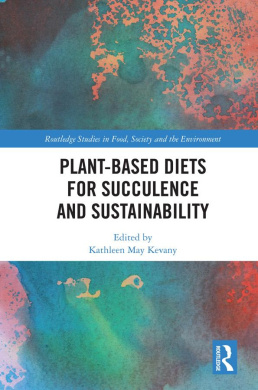 Routledge Studies in Food, Society and the Environment
PLANT-BASED DIETS
FOR SUCCULENCE
AND SUSTAINABILITY
Edited by
Kathleen May Kevany
R
ROUTLEDGE